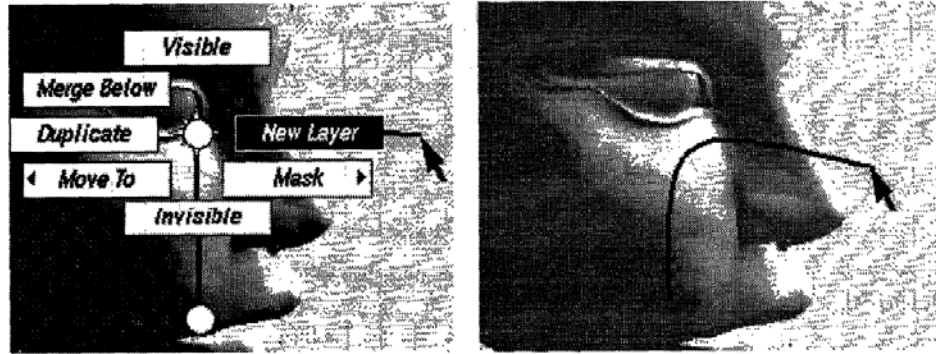 Visible
Merge Below
Duplicate
New Layer
Move To
Mask
Invisible